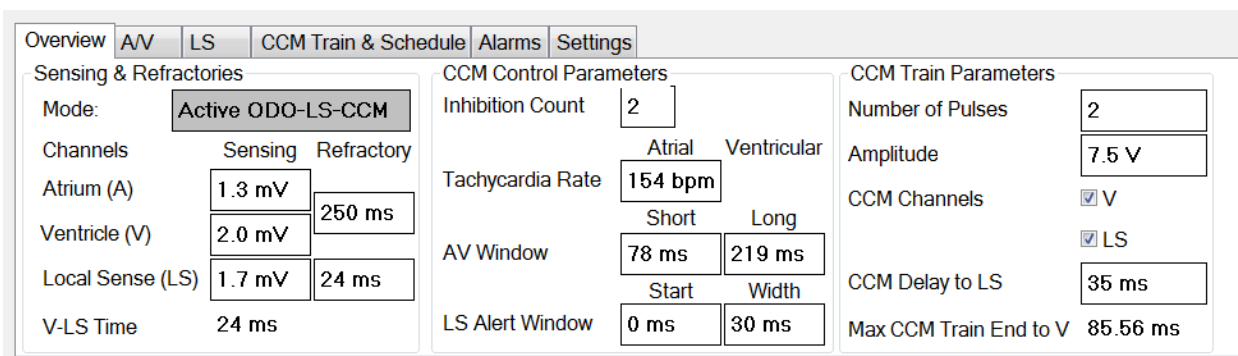 Overview A/V LS CCM Train & Schedule Alarms Settings
Sensing & Refractories
Mode: Active ODO-LS-CCM
Channels Sensing Refractory
Atrium (A) 1.3 mV
250 ms
Ventricle (V) 2.0 mV
Local Sense (LS) 1.7 mV 24 ms
V-LS Time 24 ms
CCM Control Parameters
Inhibition Count 2
Atrial Ventricular
Tachycardia Rate 154 bpm
Short Long
AV Window 78 ms 219 ms
Start Width
LS Alert Window 0 ms 30 ms
CCM Train Parameters
Number of Pulses 2
Amplitude 7.5 V
CCM Channels V
LS
CCM Delay to LS 35 ms
Max CCM Train End to V 85.56 ms